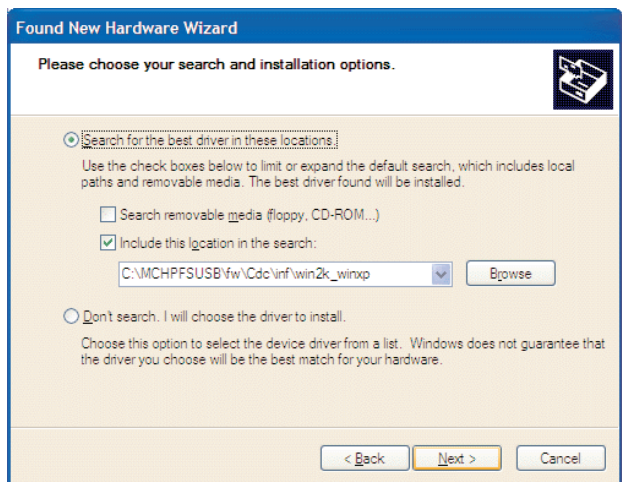 Found New Hardware Wizard
Please choose your search and installation options.
Search for the best driver in these locations.
Use the check boxes below to limit or expand the default search, which includes local
paths and removable media. The best driver found will be installed.
Search removable media (floppy, CD-ROM...)
Include this location in the search:
C:\MCHPFSUSB\fw\Cdc\inf\win2k_winxp
Browse
Don't search. I will choose the driver to install.
Choose this option to select the device driver from a list. Windows does not guarantee that
the driver you choose will be the best match for your hardware.
< Back Next > Cancel